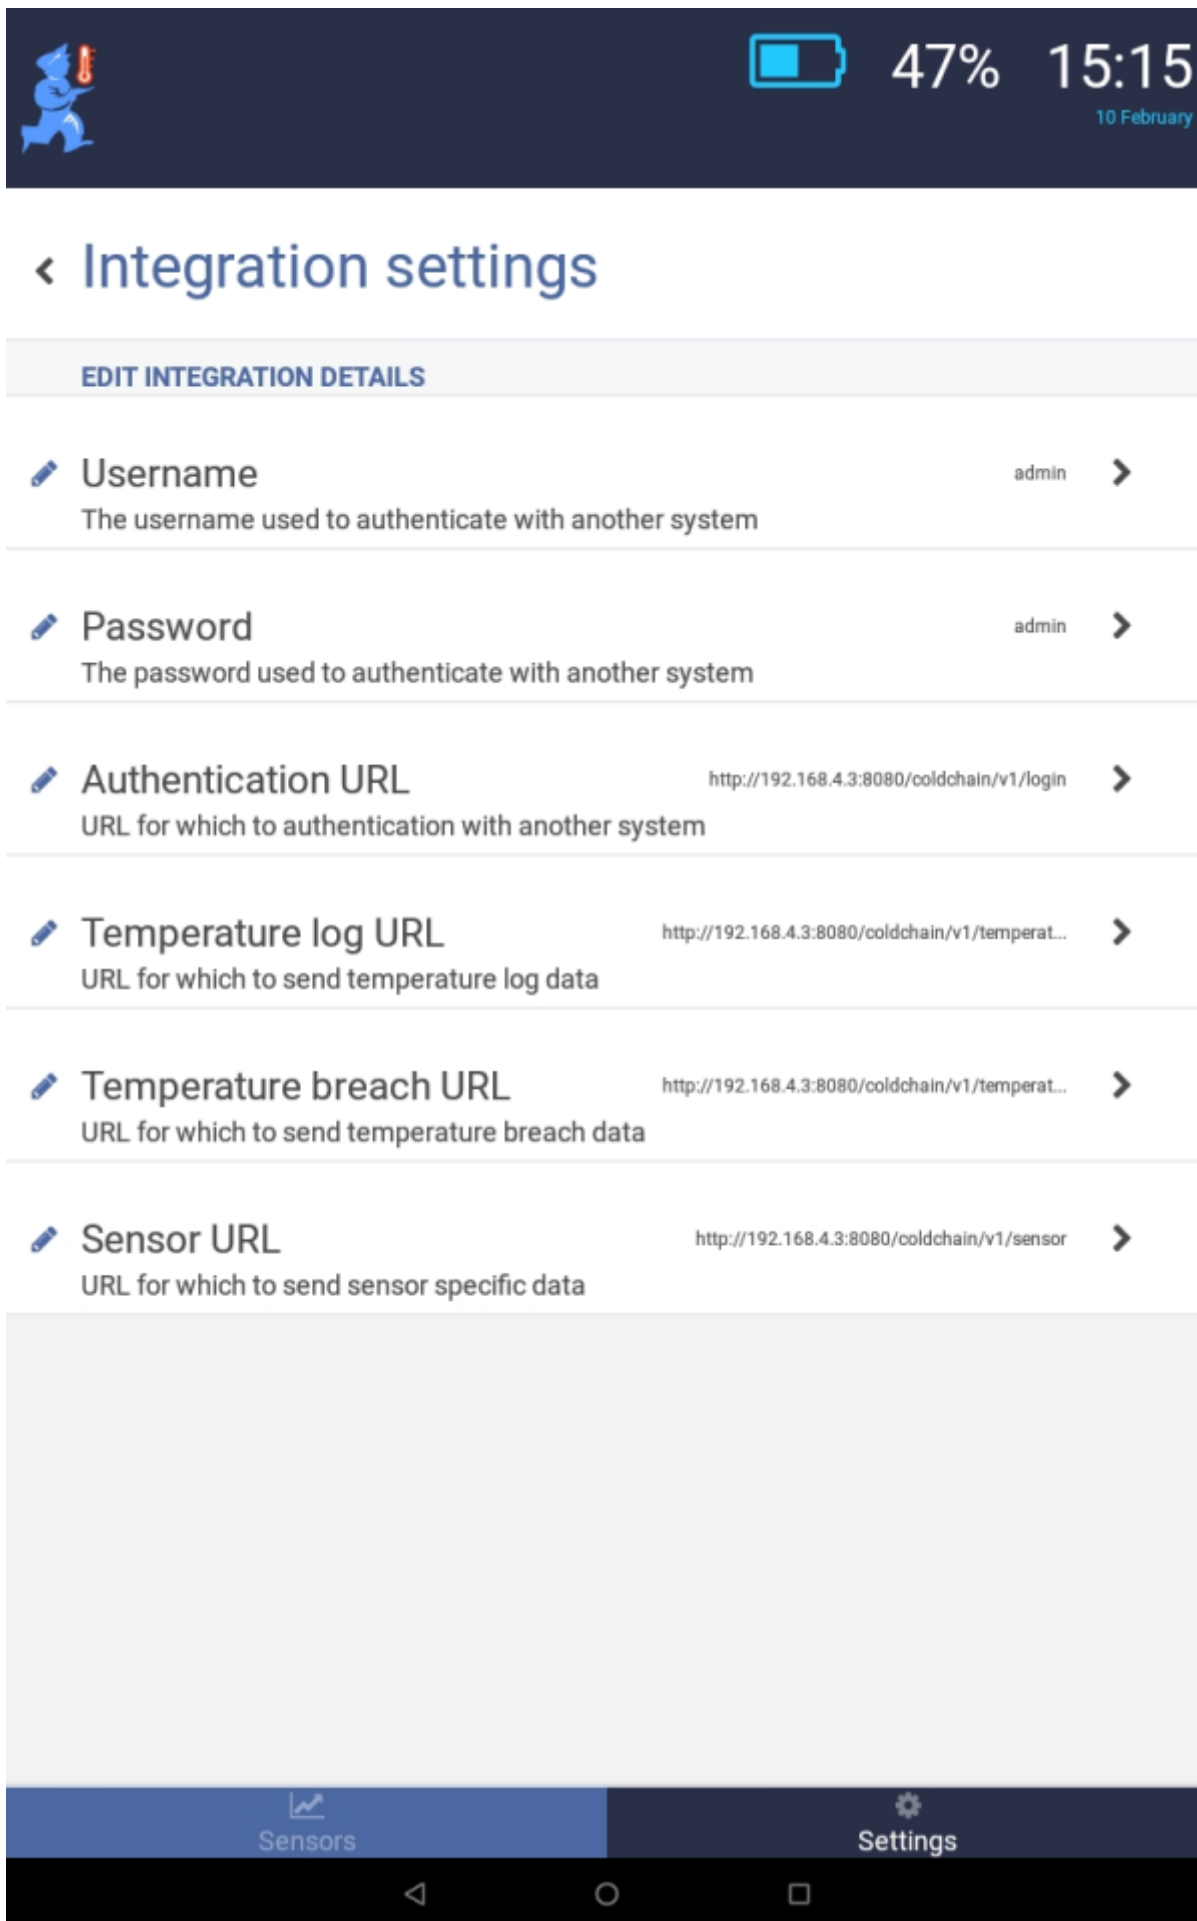 47% 15:15
10 February
Integration settings
EDIT INTEGRATION DETAILS
Username admin
The username used to authenticate with another system
Password admin
The password used to authenticate with another system
Authentication URL http://192.168.4.3:8080/coldchain/v1/login
URL for which to authentication with another system
Temperature log URL http://192.168.4.3:8080/coldchain/v1/temperat...
URL for which to send temperature log data
Temperature breach URL http://192.168.4.3:8080/coldchain/v1/temperat...
URL for which to send temperature breach data
Sensor URL http://192.168.4.3:8080/coldchain/v1/sensor
URL for which to send sensor specific data
Sensors Settings